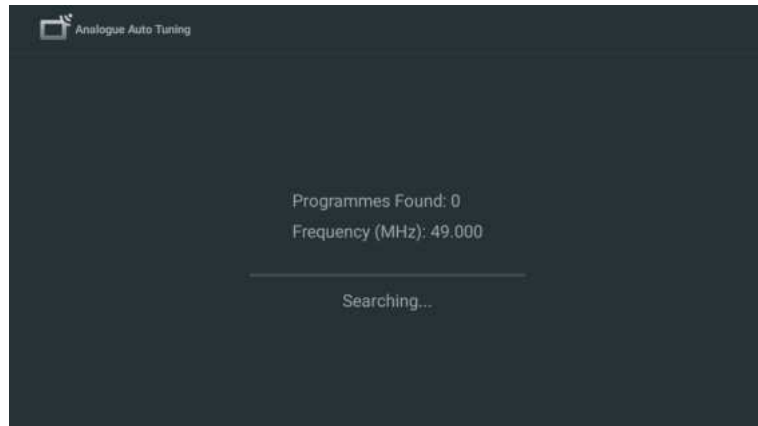 Analogue Auto Tuning
Programmes Found: 0
Frequency (MHz): 49.000
Searching...